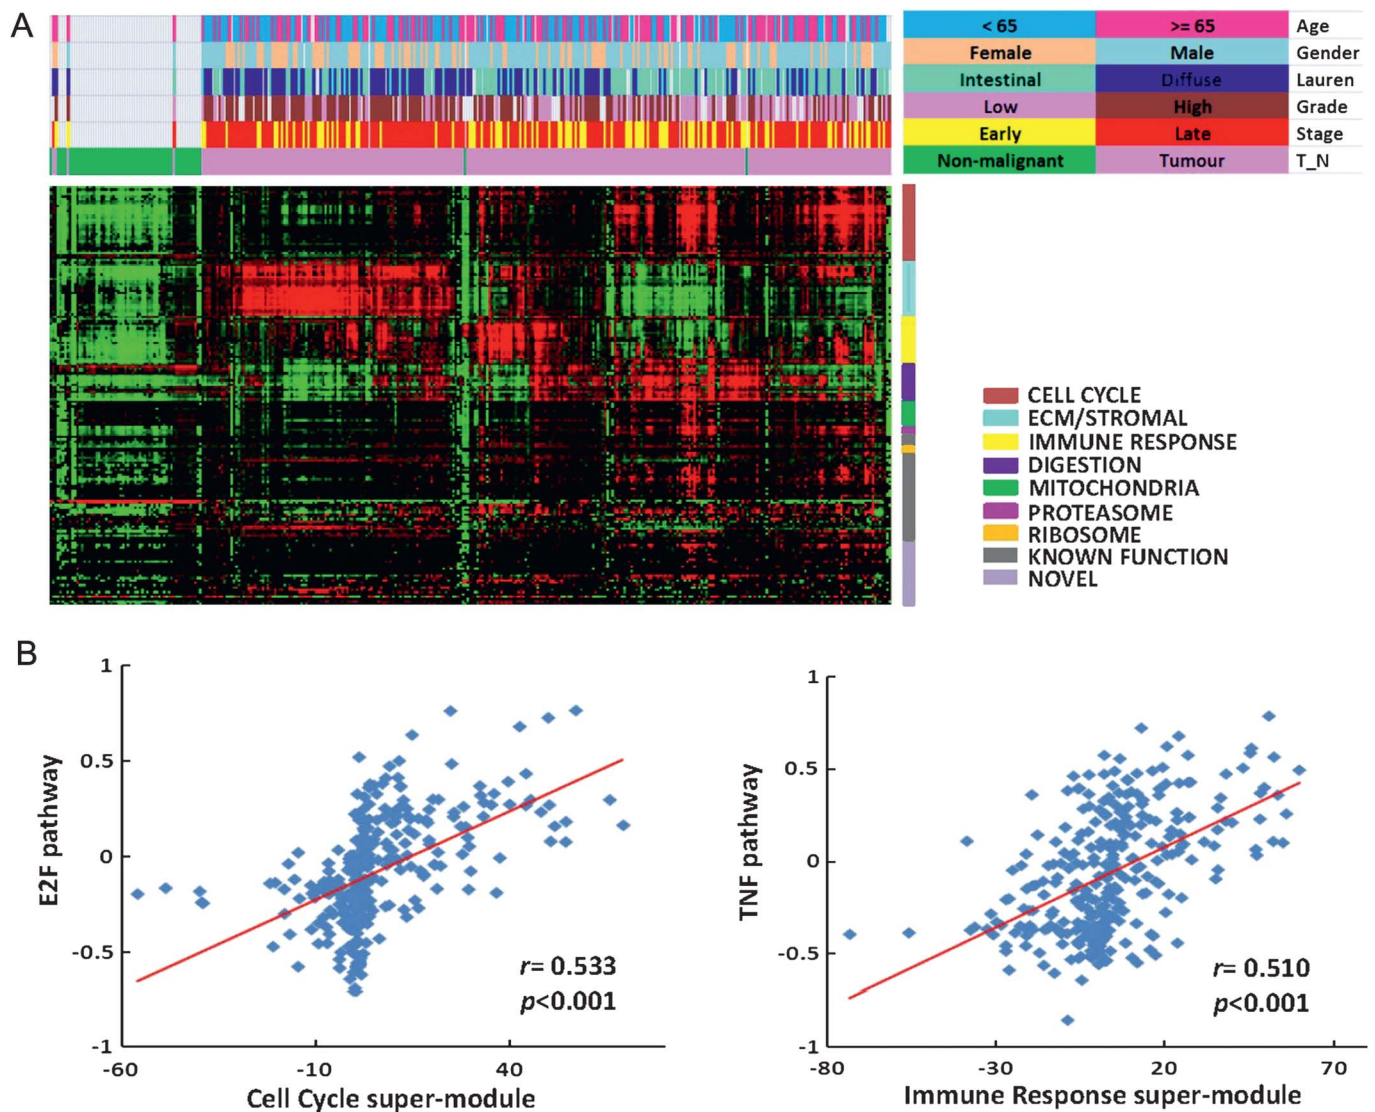 A
< 65 >= 65 Age
Female Male Gender
Intestinal Diffuse Lauren
Low High Grade
Early Late Stage
Non-malignant Tumour T_N
CELL CYCLE
ECM/STROMAL
IMMUNE RESPONSE
DIGESTION
MITOCHONDRIA
PROTEASOME
RIBOSOME
KNOWN FUNCTION
NOVEL
B
1
0.5
0
-0.5
-1
E2F pathway
r= 0.533
p<0.001
-60 -10 40
Cell Cycle super-module
1
0.5
0
-0.5
-1
TNF pathway
r= 0.510
p<0.001
-80 -30 20 70
Immune Response super-module